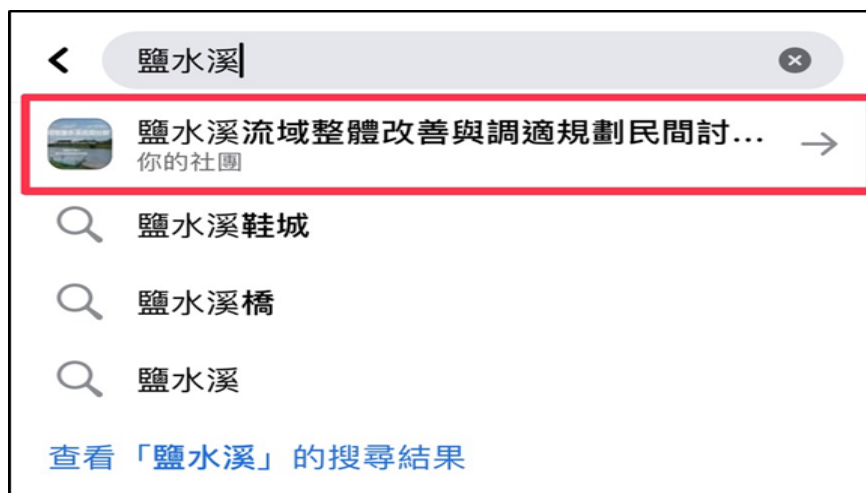 鹽水溪
鹽水溪流域整體改善與調適規劃民間討...
你的社團
鹽水溪鞋城
鹽水溪橋
鹽水溪
查看「鹽水溪」的搜尋結果